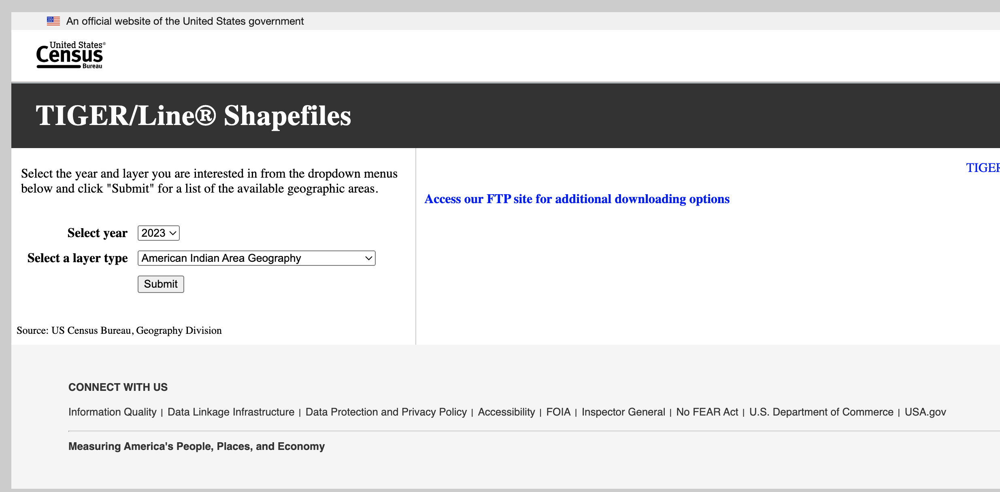 An official website of the United States government
United States®
Census
Bureau
TIGER/Line® Shapefiles
Select the year and layer you are interested in from the dropdown menus
below and click "Submit" for a list of the available geographic areas.
Select year 2023
Select a layer type American Indian Area Geography
Submit
Source: US Census Bureau, Geography Division
TIGER
Access our FTP site for additional downloading options
CONNECT WITH US
Information Quality | Data Linkage Infrastructure | Data Protection and Privacy Policy | Accessibility | FOIA | Inspector General | No FEAR Act | U.S. Department of Commerce | USA.gov
Measuring America's People, Places, and Economy